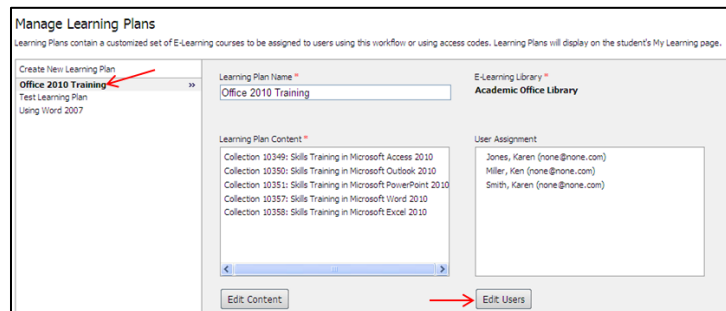 Manage Learning Plans
Learning Plans contain a customized set of E-Learning courses to be assigned to users using this workflow or using access codes. Learning Plans will display on the student's My Learning page.
Create New Learning Plan
Office 2010 Training »
Test Learning Plan
Using Word 2007
Learning Plan Name *
Office 2010 Training
E-Learning Library *
Academic Office Library
Learning Plan Content *
Collection 10349: Skills Training in Microsoft Access 2010
Collection 10350: Skills Training in Microsoft Outlook 2010
Collection 10351: Skills Training in Microsoft PowerPoint 2010
Collection 10357: Skills Training in Microsoft Word 2010
Collection 10358: Skills Training in Microsoft Excel 2010
Edit Content
User Assignment
Jones, Karen (none@none.com)
Miller, Ken (none@none.com)
Smith, Karen (none@none.com)
Edit Users